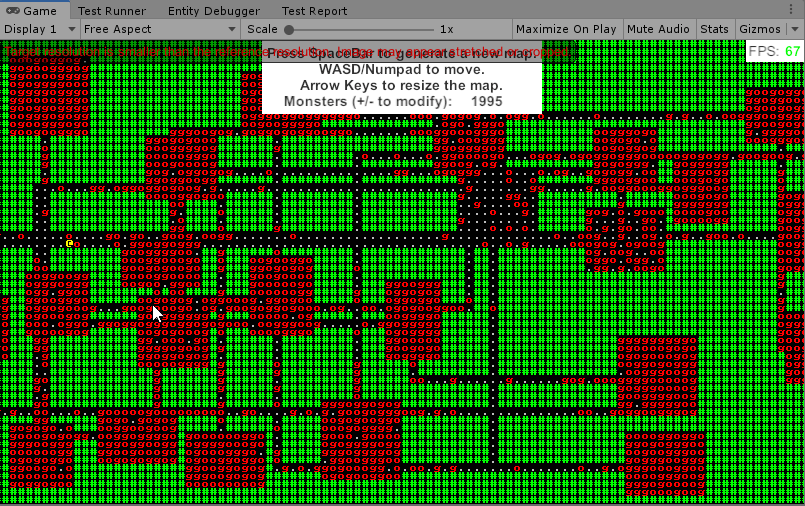 Game Test Runner Entity Debugger Test Report
Display 1 Free Aspect Scale 1x Maximize On Play Mute Audio Stats Gizmos
Press SpaceBar to generate a new map.
FPS: 67
WASD/Numpad to move.
Arrow Keys to resize the map.
Monsters (+/- to modify): 1995